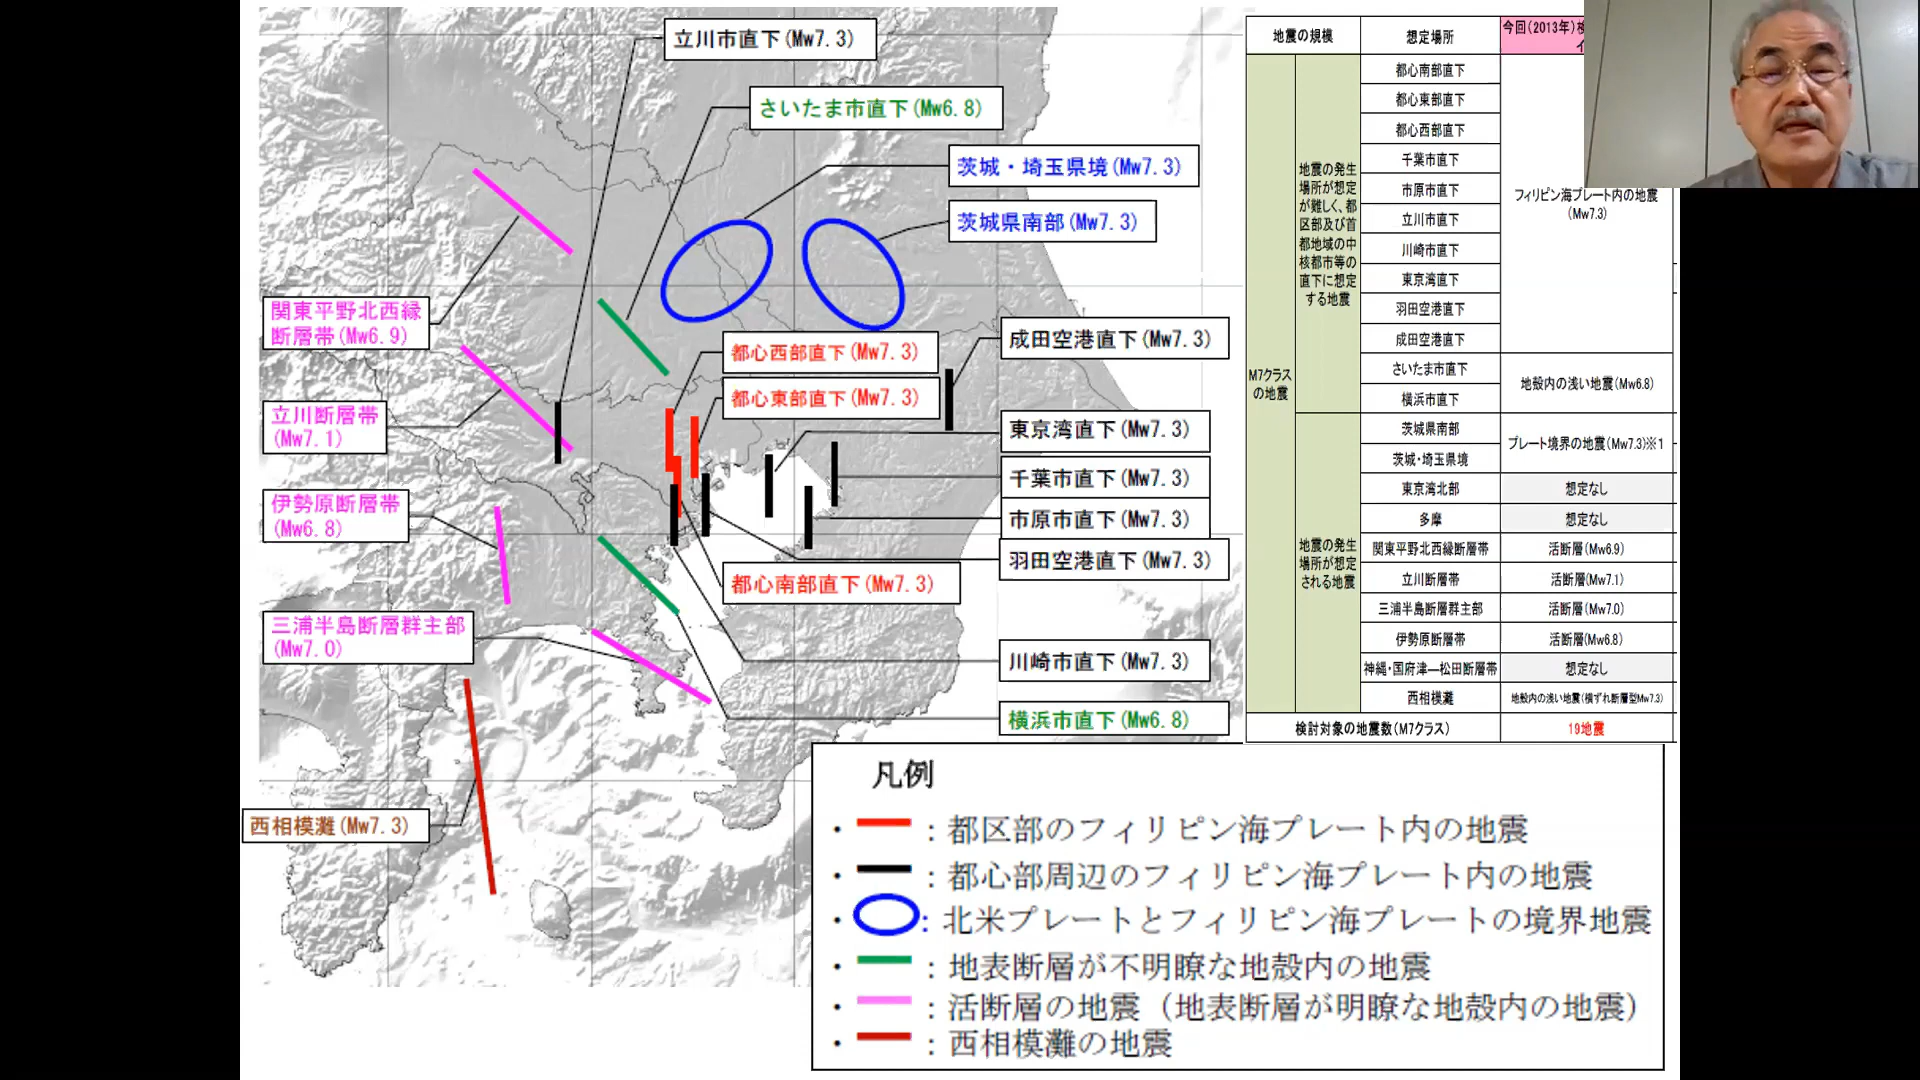 立川市直下(Mw7.3)
さいたま市直下(Mw6.8)
茨城・埼玉県境(Mw7.3)
茨城県南部(Mw7.3)
関東平野北西縁
断層帯(Mw6.9)
都心西部直下(Mw7.3)
成田空港直下(Mw7.3)
都心東部直下(Mw7.3)
立川断層帯
(Mw7.1)
東京湾直下(Mw7.3)
千葉市直下(Mw7.3)
伊勢原断層帯
(Mw6.8)
市原市直下(Mw7.3)
羽田空港直下(Mw7.3)
都心南部直下(Mw7.3)
三浦半島断層群主部
(Mw7.0)
川崎市直下(Mw7.3)
横浜市直下(Mw6.8)
西相模灘(Mw7.3)
地震の規模
想定場所
今回(2013年)
M7クラス
の地震
地震の発生
場所が想定
が難しく、都
区部及び首
都地域の中
核都市等の
直下に想定
する地震
都心南部直下
都心東部直下
都心西部直下
千葉市直下
市原市直下
立川市直下
川崎市直下
東京湾直下
羽田空港直下
成田空港直下
フィリピン海プレート内の地震
(Mw7.3)
さいたま市直下
横浜市直下
地殻内の浅い地震(Mw6.8)
地震の発生
場所が想定
される地震
茨城県南部
茨城・埼玉県境
プレート境界の地震(Mw7.3)※1
東京湾北部
想定なし
多摩
想定なし
関東平野北西縁断層帯
活断層(Mw6.9)
立川断層帯
活断層(Mw7.1)
三浦半島断層群主部
活断層(Mw7.0)
伊勢原断層帯
活断層(Mw6.8)
神縄・国府津―松田断層帯
想定なし
西相模灘
地殻内の浅い地震(横ずれ断層型Mw7.3)
検討対象の地震数(M7クラス)
19地震
凡例
・ : 都区部のフィリピン海プレート内の地震
・ : 都心部周辺のフィリピン海プレート内の地震
・ : 北米プレートとフィリピン海プレートの境界地震
・ : 地表断層が不明瞭な地殻内の地震
・ : 活断層の地震（地表断層が明瞭な地殻内の地震）
・ : 西相模灘の地震